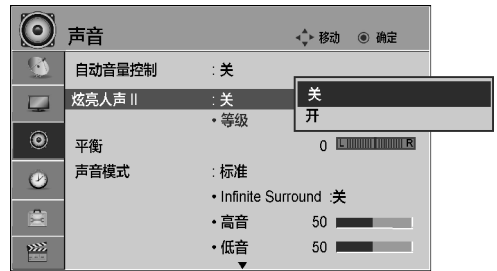 声音 移动 确定
自动音量控制 : 关
炫亮人声 II : 关
关
开
• 等级
平衡 0 L R
声音模式 : 标准
• Infinite Surround :关
• 高音 50
• 低音 50